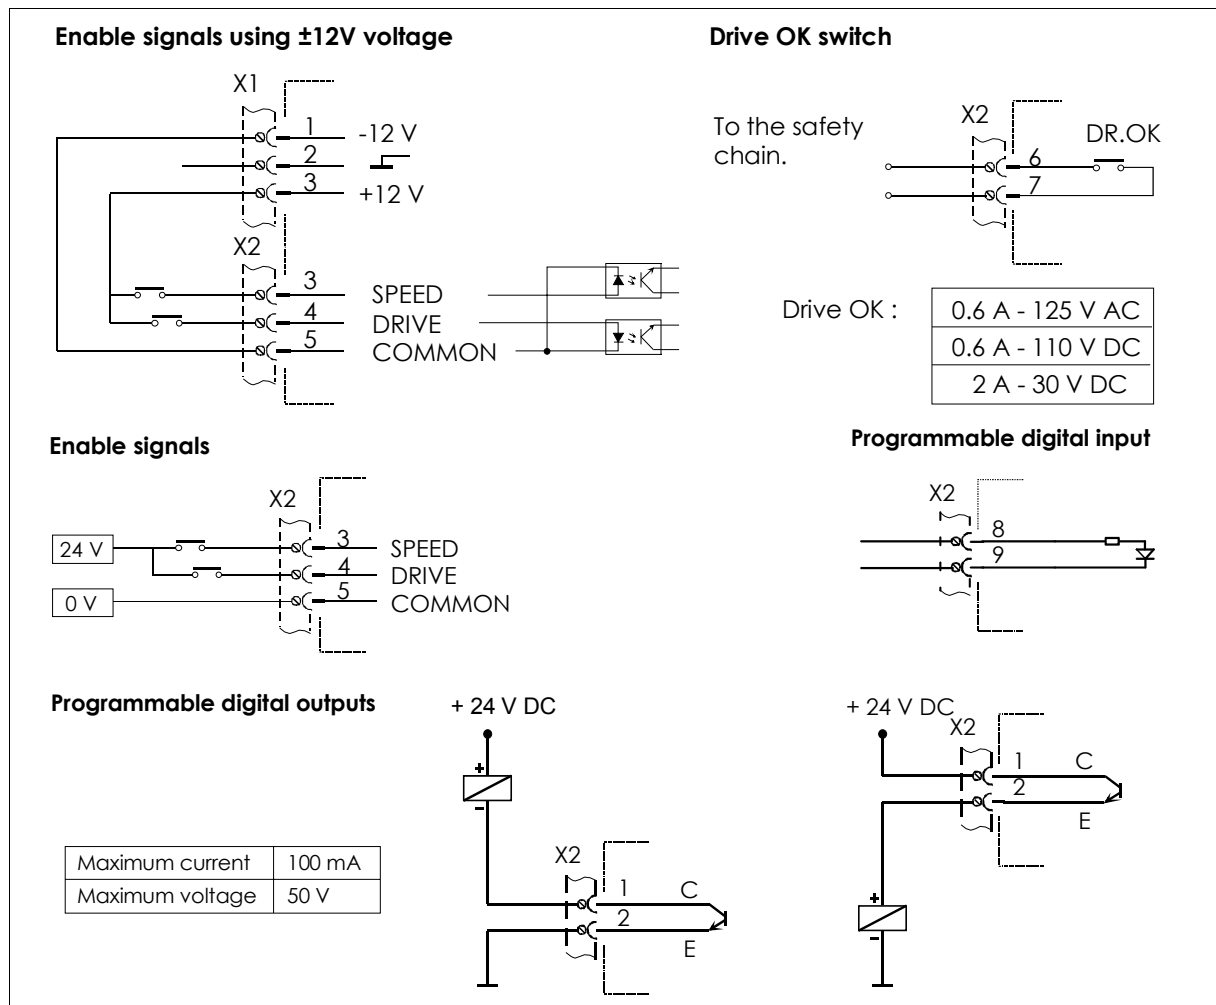 Enable signals using ±12V voltage
X1
1
-12 V
2
3
+12 V
X2
3
SPEED
4
DRIVE
5
COMMON
Drive OK switch
To the safety
chain.
X2
6
DR.OK
7
Drive OK :
0.6 A - 125 V AC
0.6 A - 110 V DC
2 A - 30 V DC
Enable signals
X2
24 V
3
SPEED
4
DRIVE
0 V
5
COMMON
Programmable digital input
X2
8
9
Programmable digital outputs
Maximum current 100 mA
Maximum voltage 50 V
+ 24 V DC
+
-
X2
1
C
2
E
+ 24 V DC
X2
1
C
2
E
+
-